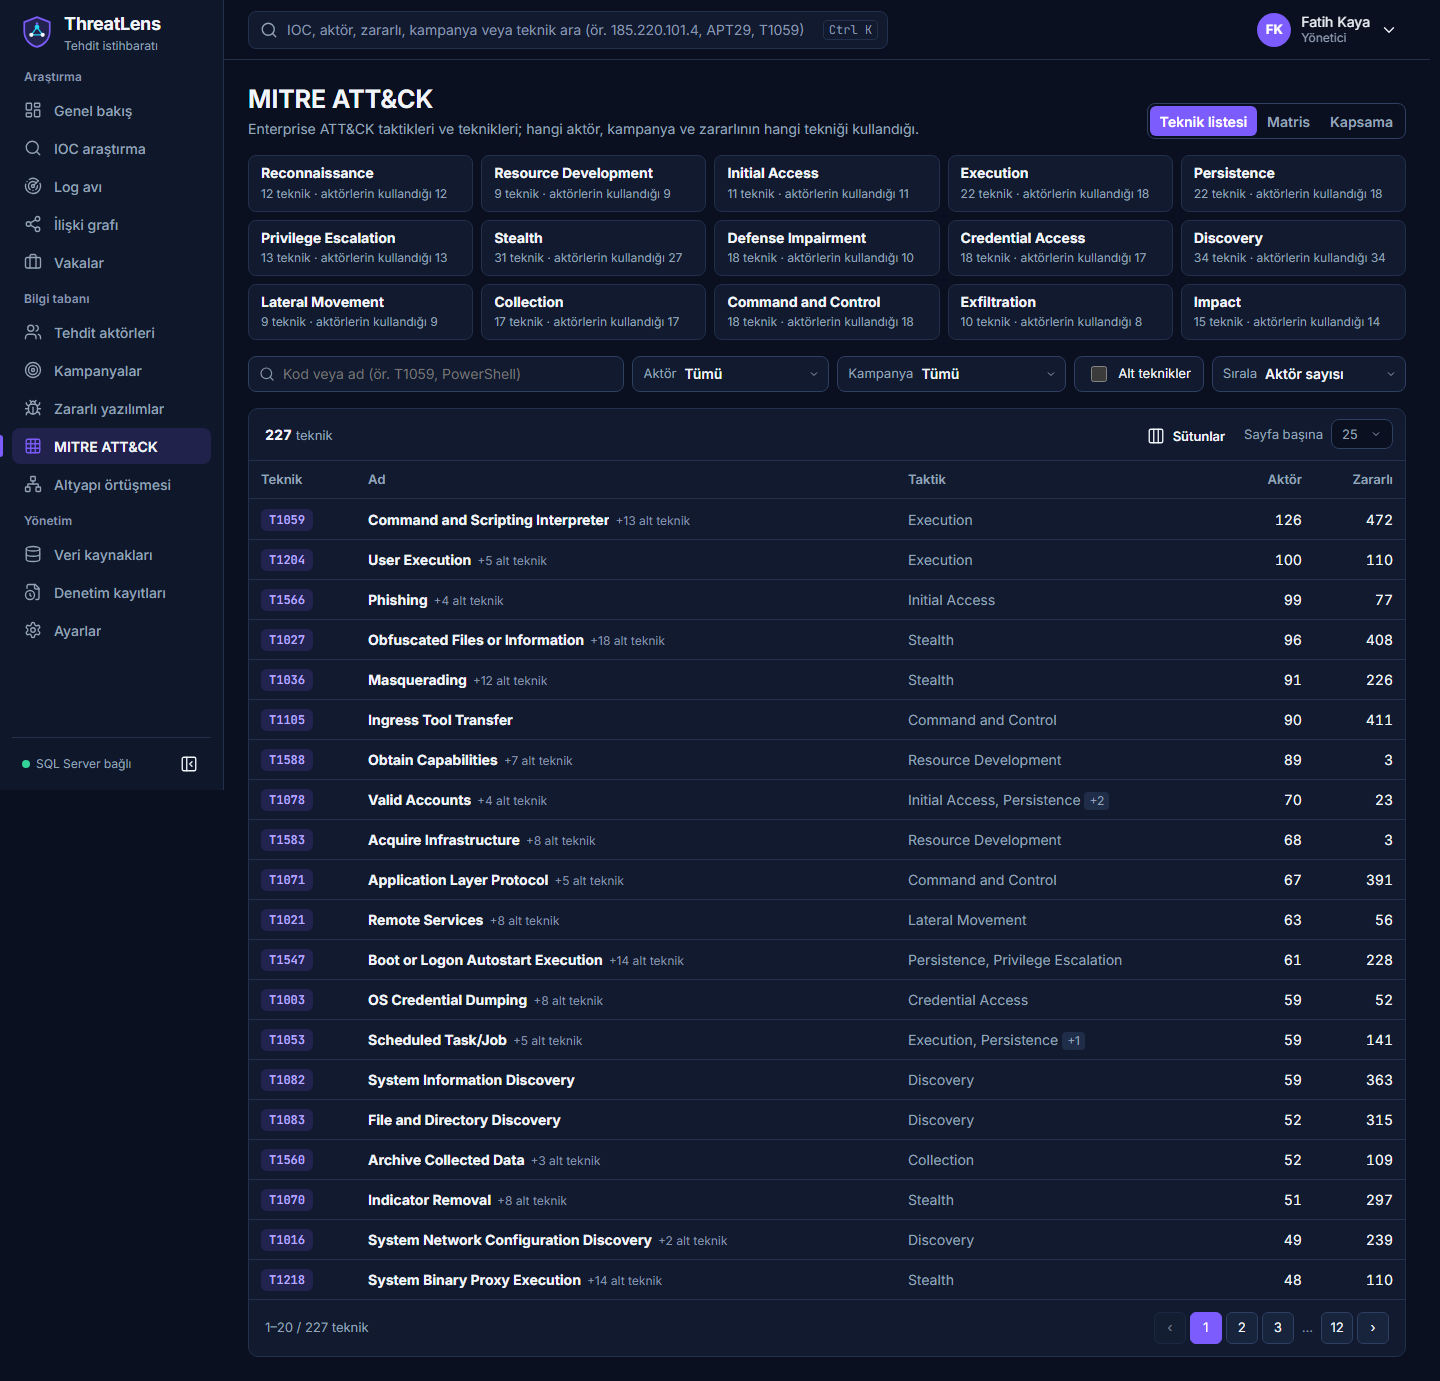 ThreatLens
Tehdit istihbaratı
Araştırma
Genel bakış
IOC araştırma
Log avı
İlişki grafı
Vakalar
Bilgi tabanı
Tehdit aktörleri
Kampanyalar
Zararlı yazılımlar
MITRE ATT&CK
Altyapı örtüşmesi
Yönetim
Veri kaynakları
Denetim kayıtları
Ayarlar
SQL Server bağlı
IOC, aktör, zararlı, kampanya veya teknik ara (ör. 185.220.101.4, APT29, T1059) Ctrl K
FK Fatih Kaya
Yönetici
MITRE ATT&CK
Enterprise ATT&CK taktikleri ve teknikleri; hangi aktör, kampanya ve zararlının hangi tekniği kullandığı.
Teknik listesi Matris Kapsama
Reconnaissance
12 teknik · aktörlerin kullandığı 12
Resource Development
9 teknik · aktörlerin kullandığı 9
Initial Access
11 teknik · aktörlerin kullandığı 11
Execution
22 teknik · aktörlerin kullandığı 18
Persistence
22 teknik · aktörlerin kullandığı 18
Privilege Escalation
13 teknik · aktörlerin kullandığı 13
Stealth
31 teknik · aktörlerin kullandığı 27
Defense Impairment
18 teknik · aktörlerin kullandığı 10
Credential Access
18 teknik · aktörlerin kullandığı 17
Discovery
34 teknik · aktörlerin kullandığı 34
Lateral Movement
9 teknik · aktörlerin kullandığı 9
Collection
17 teknik · aktörlerin kullandığı 17
Command and Control
18 teknik · aktörlerin kullandığı 18
Exfiltration
10 teknik · aktörlerin kullandığı 8
Impact
15 teknik · aktörlerin kullandığı 14
Kod veya ad (ör. T1059, PowerShell) Aktör Tümü Kampanya Tümü Alt teknikler Sırala Aktör sayısı
227 teknik Sütunlar Sayfa başına 25
Teknik Ad Taktik Aktör Zararlı
T1059 Command and Scripting Interpreter +13 alt teknik Execution 126 472
T1204 User Execution +5 alt teknik Execution 100 110
T1566 Phishing +4 alt teknik Initial Access 99 77
T1027 Obfuscated Files or Information +18 alt teknik Stealth 96 408
T1036 Masquerading +12 alt teknik Stealth 91 226
T1105 Ingress Tool Transfer Command and Control 90 411
T1588 Obtain Capabilities +7 alt teknik Resource Development 89 3
T1078 Valid Accounts +4 alt teknik Initial Access, Persistence +2 70 23
T1583 Acquire Infrastructure +8 alt teknik Resource Development 68 3
T1071 Application Layer Protocol +5 alt teknik Command and Control 67 391
T1021 Remote Services +8 alt teknik Lateral Movement 63 56
T1547 Boot or Logon Autostart Execution +14 alt teknik Persistence, Privilege Escalation 61 228
T1003 OS Credential Dumping +8 alt teknik Credential Access 59 52
T1053 Scheduled Task/Job +5 alt teknik Execution, Persistence +1 59 141
T1082 System Information Discovery Discovery 59 363
T1083 File and Directory Discovery Discovery 52 315
T1560 Archive Collected Data +3 alt teknik Collection 52 109
T1070 Indicator Removal +8 alt teknik Stealth 51 297
T1016 System Network Configuration Discovery +2 alt teknik Discovery 49 239
T1218 System Binary Proxy Execution +14 alt teknik Stealth 48 110
1–20 / 227 teknik ‹ 1 2 3 … 12 ›